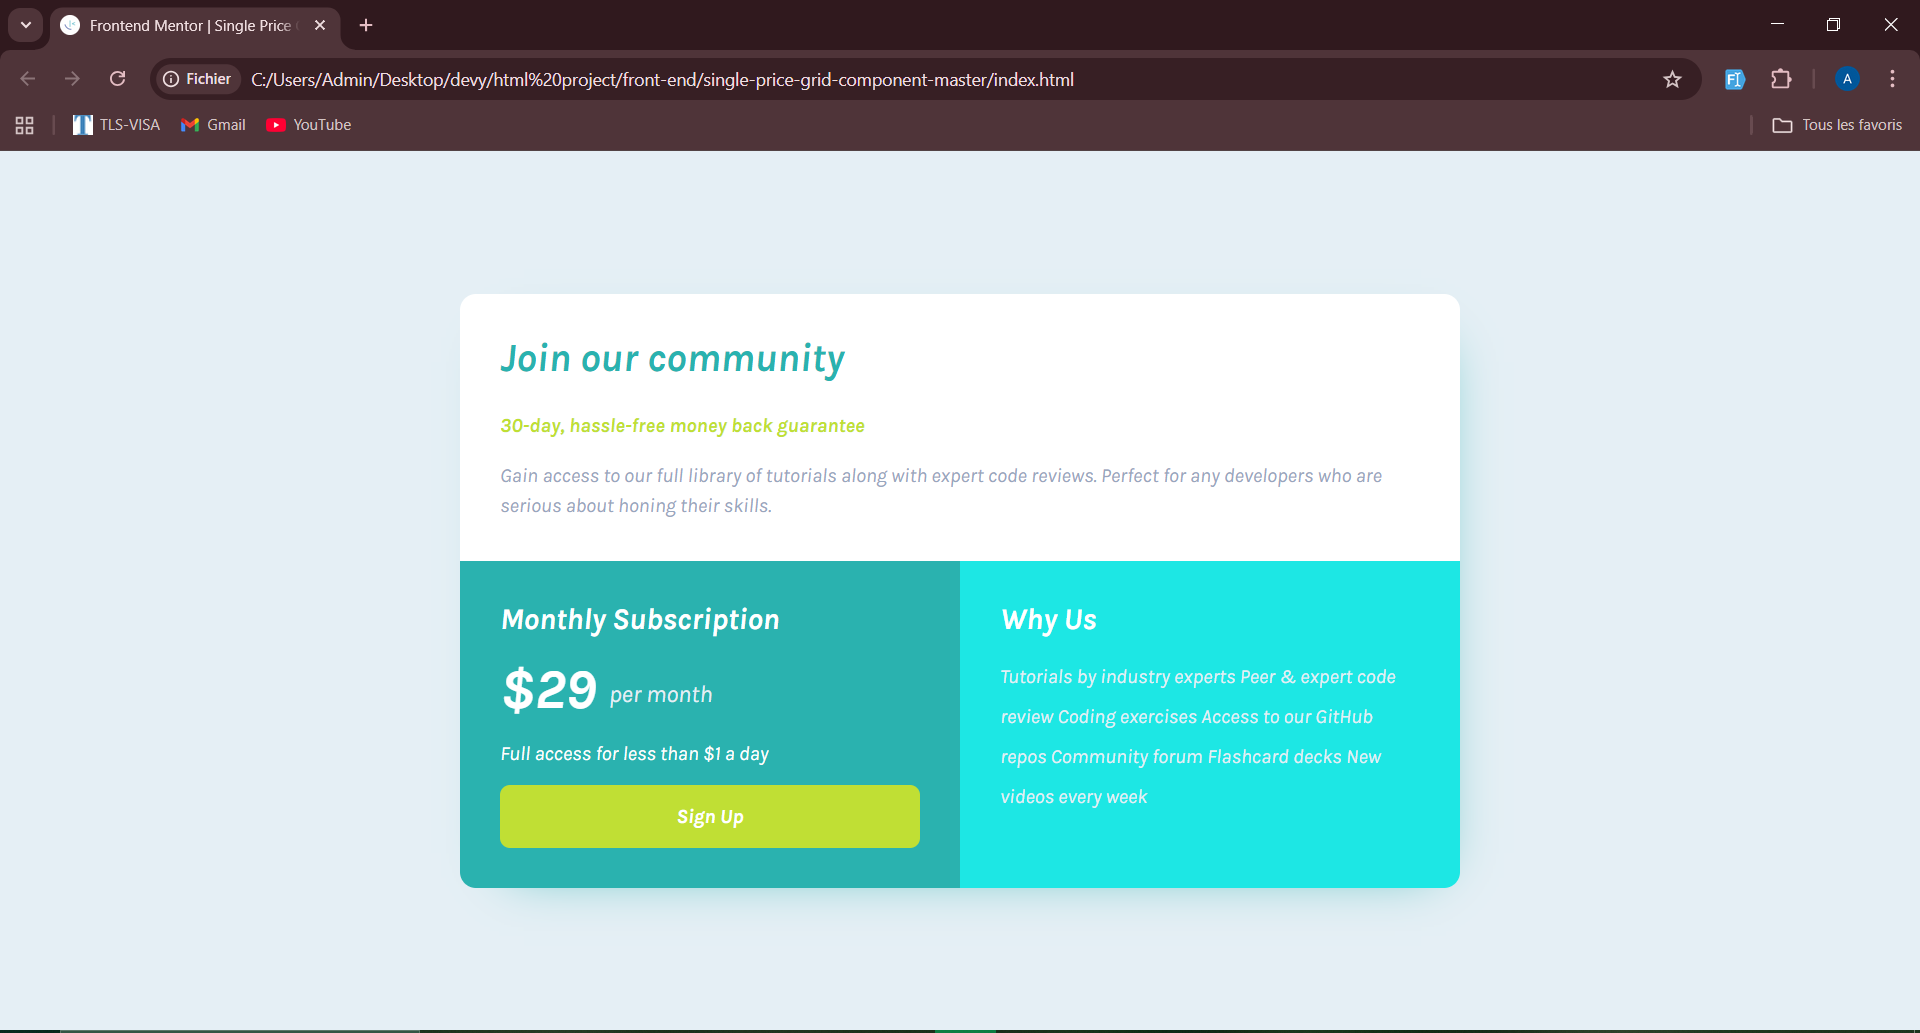 Frontend Mentor | Single Price
Fichier
C:/Users/Admin/Desktop/devy/html%20project/front-end/single-price-grid-component-master/index.html
A
TLS-VISA
Gmail
YouTube
Tous les favoris
Join our community
30-day, hassle-free money back guarantee
Gain access to our full library of tutorials along with expert code reviews. Perfect for any developers who are
serious about honing their skills.
Monthly Subscription
$29 per month
Full access for less than $1 a day
Sign Up
Why Us
Tutorials by industry experts Peer & expert code
review Coding exercises Access to our GitHub
repos Community forum Flashcard decks New
videos every week